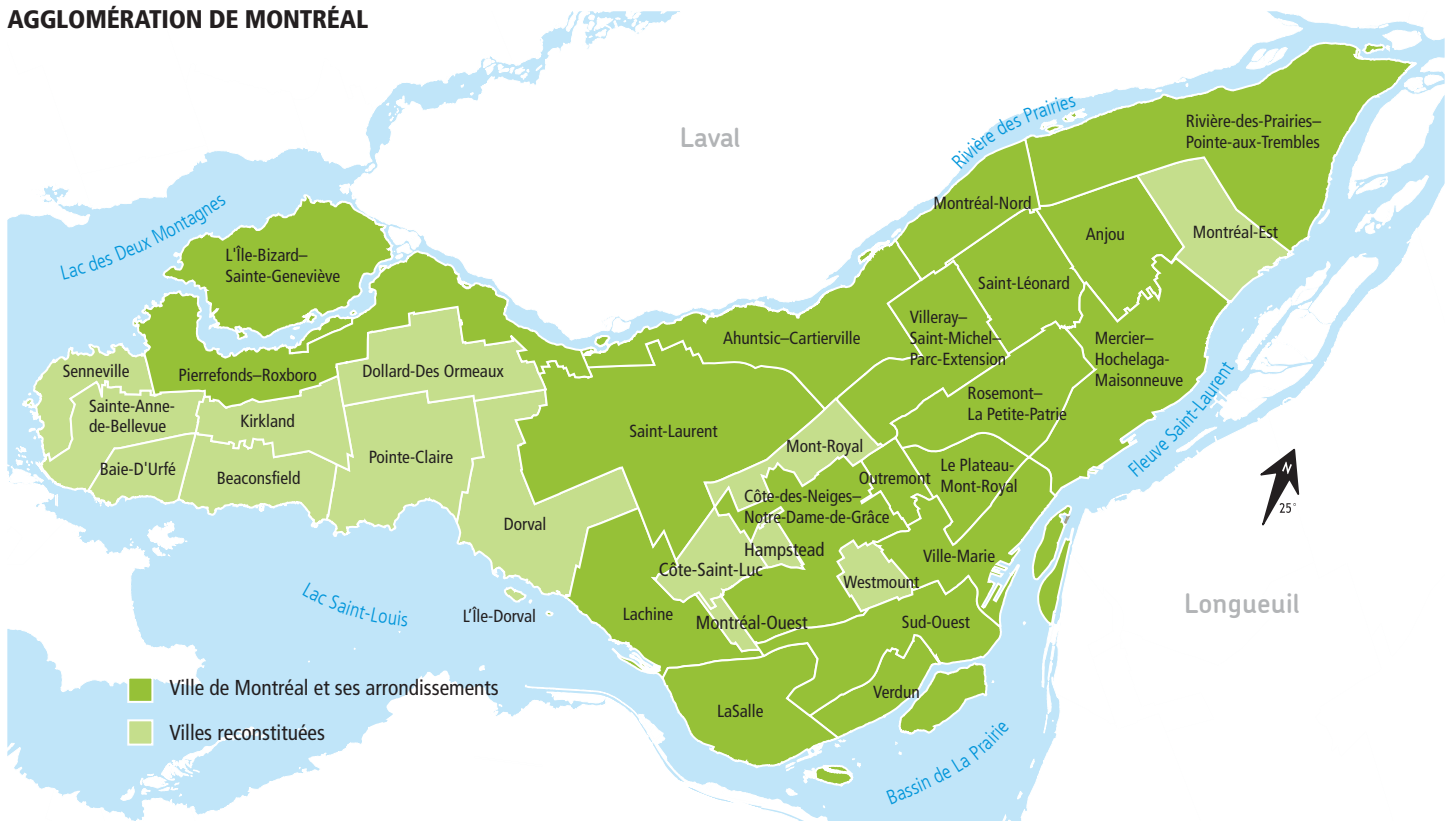 AGGLOMÉRATION DE MONTRÉAL
Laval
Rivière des Prairies
Rivière-des-Prairies–
Pointe-aux-Trembles
Lac des Deux Montagnes
Montréal-Nord
Anjou
Montréal-Est
L'Île-Bizard–
Sainte-Geneviève
Saint-Léonard
Ahuntsic–Cartierville
Villeray–
Saint-Michel–
Parc-Extension
Mercier–
Hochelaga-
Maisonneuve
Senneville
Pierrefonds–Roxboro
Dollard-Des Ormeaux
Sainte-Anne-
de-Bellevue
Kirkland
Rosemont–
La Petite-Patrie
Saint-Laurent
Mont-Royal
Fleuve Saint-Laurent
Baie-D'Urfé
Beaconsfield
Pointe-Claire
Outremont
Le Plateau-
Mont-Royal
Côte-des-Neiges–
Notre-Dame-de-Grâce
N
25°
Dorval
Hampstead
Ville-Marie
Côte-Saint-Luc
Westmount
Lac Saint-Louis
L'Île-Dorval
Lachine
Montréal-Ouest
Sud-Ouest
Longueuil
Ville de Montréal et ses arrondissements
Villes reconstituées
LaSalle
Verdun
Bassin de La Prairie